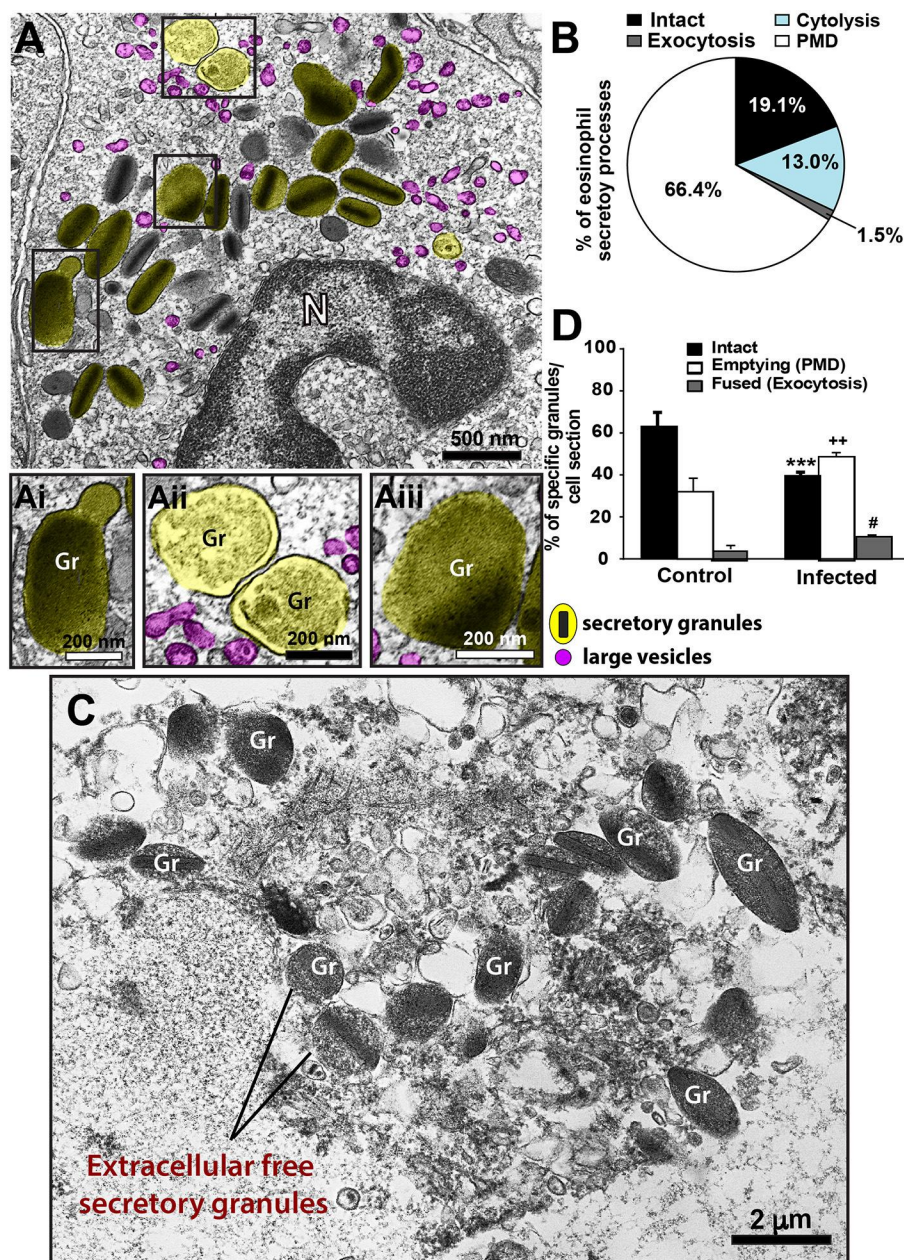 A
N
500 nm
Ai
Gr
200 nm
Aii
Gr
Gr
200 nm
Aiii
Gr
200 nm
B
Intact
Cytolysis
Exocytosis
PMD
% of eosinophil
secretoy processes
19.1%
13.0%
66.4%
1.5%
D
Intact
Emptying (PMD)
Fused (Exocytosis)
% of specific granules/
cell section
100
80
60
40
20
0
***
++
#
Control
Infected
secretory granules
large vesicles
C
Gr
Gr
Gr
Gr
Gr
Gr
Gr
Extracellular free
secretory granules
2 µm